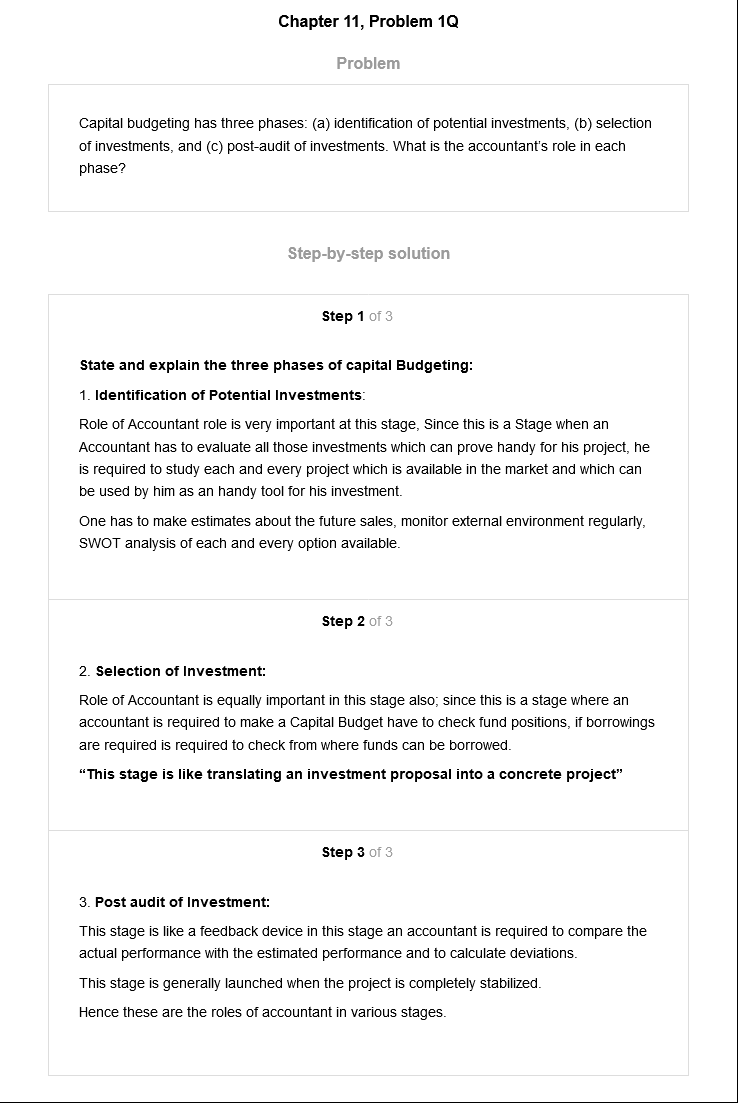 Chapter 11, Problem 1Q
Problem
Capital budgeting has three phases: (a) identification of potential investments, (b) selection
of investments, and (c) post-audit of investments. What is the accountant's role in each
phase?
Step-by-step solution
Step 1 of 3
State and explain the three phases of capital Budgeting:
1. Identification of Potential Investments:
Role of Accountant role is very important at this stage, Since this is a Stage when an
Accountant has to evaluate all those investments which can prove handy for his project, he
is required to study each and every project which is available in the market and which can
be used by him as an handy tool for his investment.
One has to make estimates about the future sales, monitor external environment regularly,
SWOT analysis of each and every option available.
Step 2 of 3
2. Selection of Investment:
Role of Accountant is equally important in this stage also; since this is a stage where an
accountant is required to make a Capital Budget have to check fund positions, if borrowings
are required is required to check from where funds can be borrowed.
“This stage is like translating an investment proposal into a concrete project”
Step 3 of 3
3. Post audit of Investment:
This stage is like a feedback device in this stage an accountant is required to compare the
actual performance with the estimated performance and to calculate deviations.
This stage is generally launched when the project is completely stabilized.
Hence these are the roles of accountant in various stages.